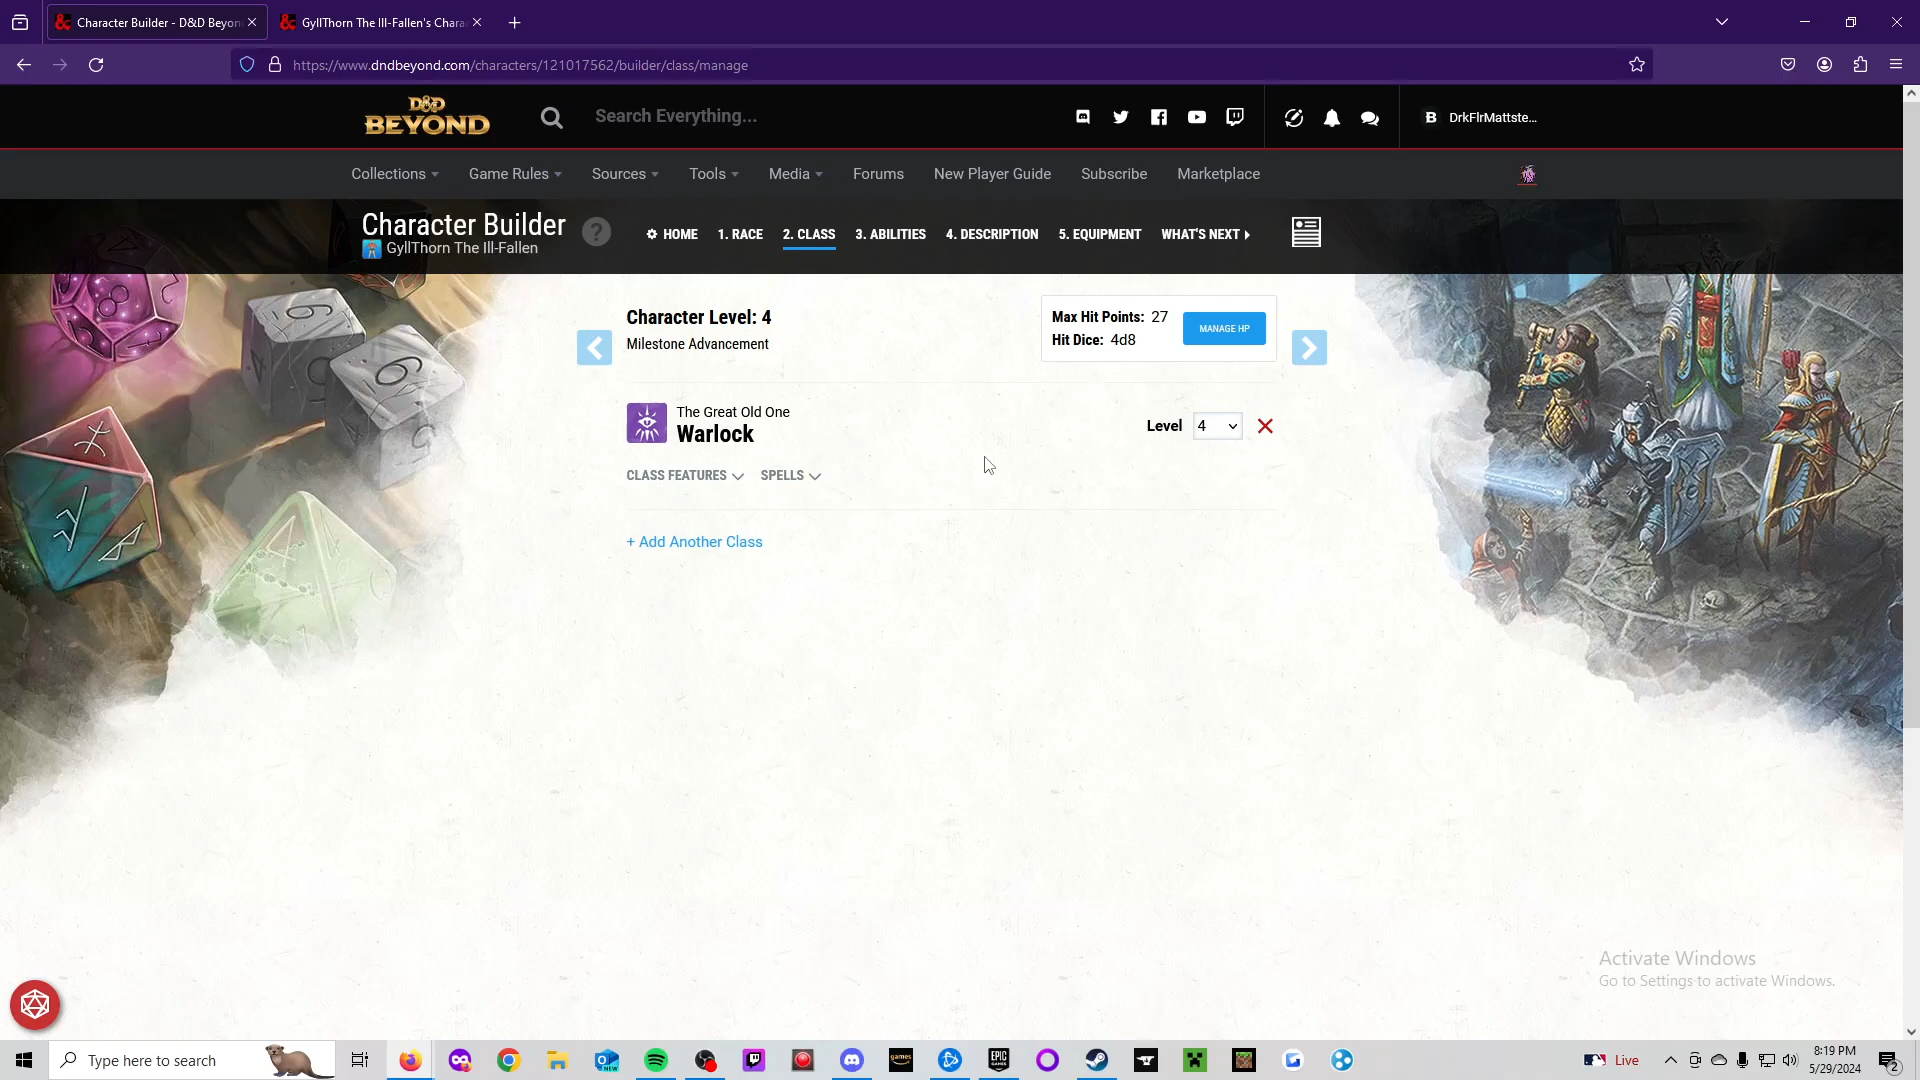 Character Builder - D&D Beyon
GyllThorn The Ill-Fallen's Chara
https://www.dndbeyond.com/characters/121017562/builder/class/manage
D&D
BEYOND
Search Everything...
DrkFlrMattste...
Collections
Game Rules
Sources
Tools
Media
Forums
New Player Guide
Subscribe
Marketplace
Character Builder
GyllThorn The Ill-Fallen
?
HOME
1. RACE
2. CLASS
3. ABILITIES
4. DESCRIPTION
5. EQUIPMENT
WHAT'S NEXT
Character Level: 4
Milestone Advancement
Max Hit Points: 27
Hit Dice: 4d8
MANAGE HP
The Great Old One
Warlock
Level 4
CLASS FEATURES
SPELLS
+ Add Another Class
Activate Windows
Go to Settings to activate Windows.
Type here to search
Live
8:19 PM
5/29/2024
2